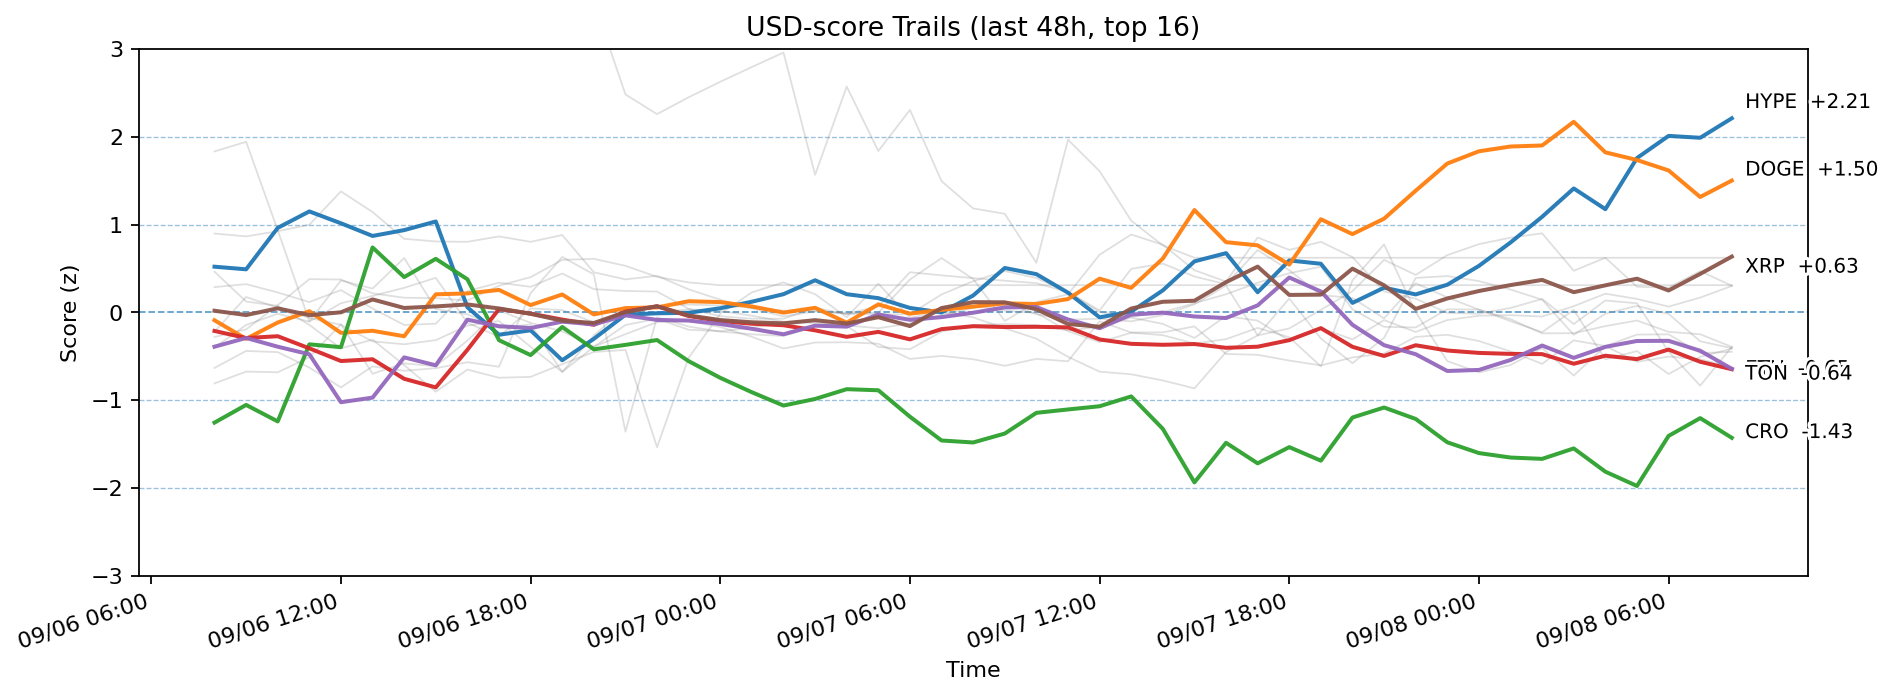 USD-score Trails (last 48h, top 16)
Score (z)
3
2
1
0
−1
−2
−3
HYPE +2.21
DOGE +1.50
XRP +0.63
TON -0.64
CRO -1.43
09/06 06:00
09/06 12:00
09/06 18:00
09/07 00:00
09/07 06:00
09/07 12:00
09/07 18:00
09/08 00:00
09/08 06:00
Time